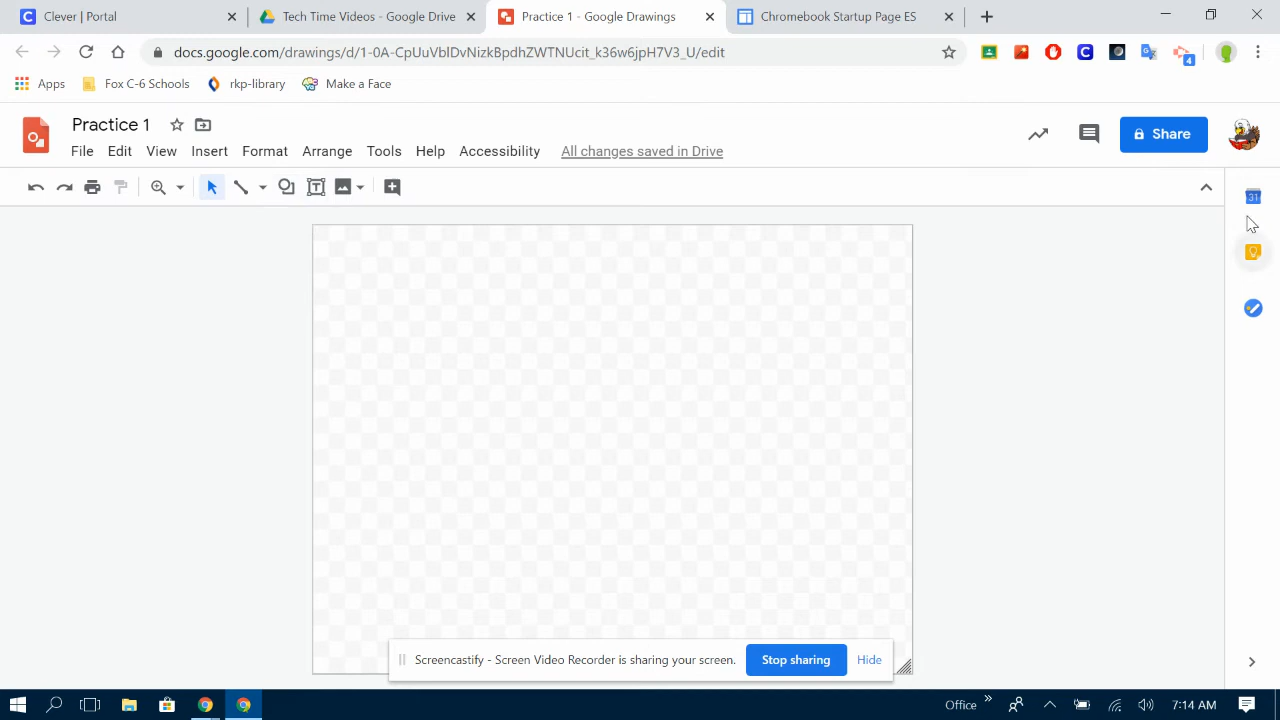 Clever | Portal
Tech Time Videos - Google Drive
Practice 1 - Google Drawings
Chromebook Startup Page ES
docs.google.com/drawings/d/1-0A-CpUuVblDvNizkBpdhZWTNUcit_k36w6jpH7V3_U/edit
4
Apps
Fox C-6 Schools
rkp-library
Make a Face
Practice 1
Share
File
Edit
View
Insert
Format
Arrange
Tools
Help
Accessibility
All changes saved in Drive
31
Screencastify - Screen Video Recorder is sharing your screen.
Stop sharing
Hide
Office
7:14 AM